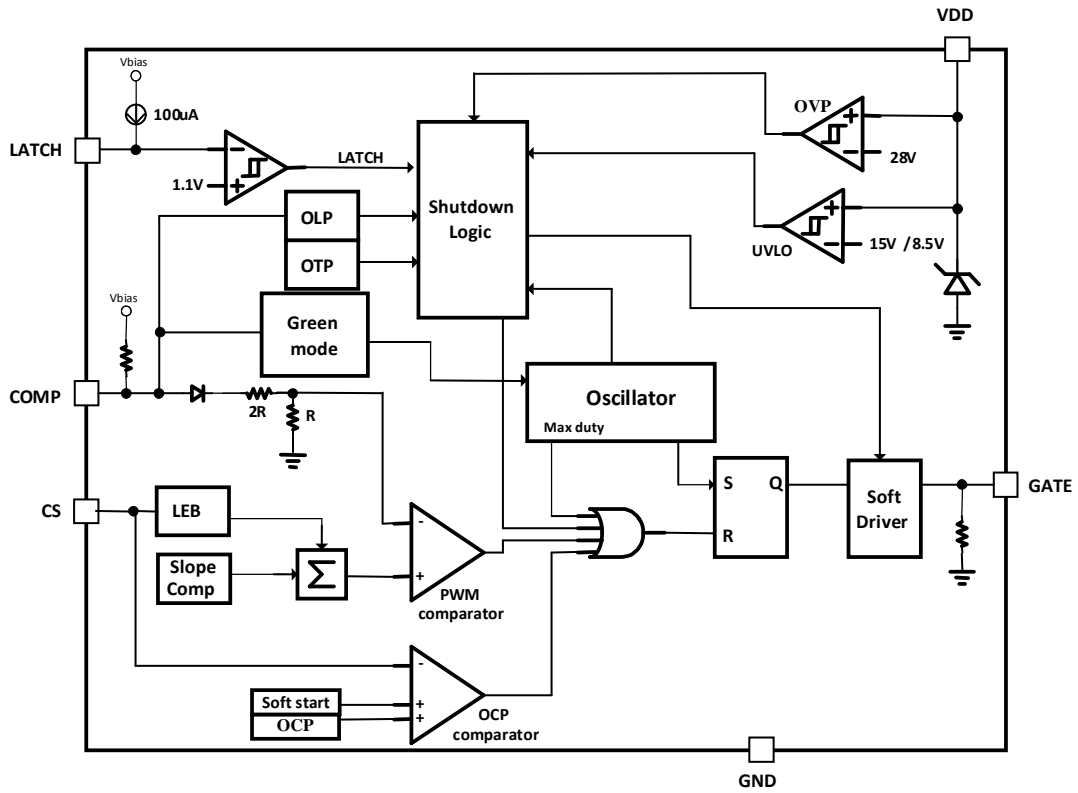 VDD
Vbias
100uA
LATCH
LATCH
1.1V
OVP
28V
Shutdown
Logic
OLP
OTP
UVLO
15V /8.5V
Vbias
Green
mode
COMP
2R
R
Oscillator
Max duty
CS
LEB
Slope
Comp
Σ
-
+
PWM
comparator
S
Q
R
Soft
Driver
GATE
-
+
+
Soft start
OCP
OCP
comparator
GND